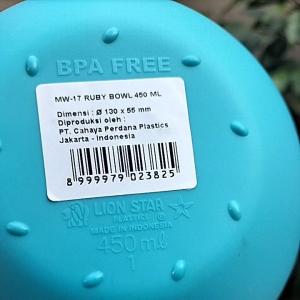 BPA FREE
MW-17 RUBY BOWL 450 ML
Dimensi : Ø 130 x 55 mm
Diproduksi oleh :
PT. Cahaya Perdana Plastics
Jakarta - Indonesia
8 999979 023825
LION STAR
PLASTICS
MADE IN INDONESIA
450 ml
1